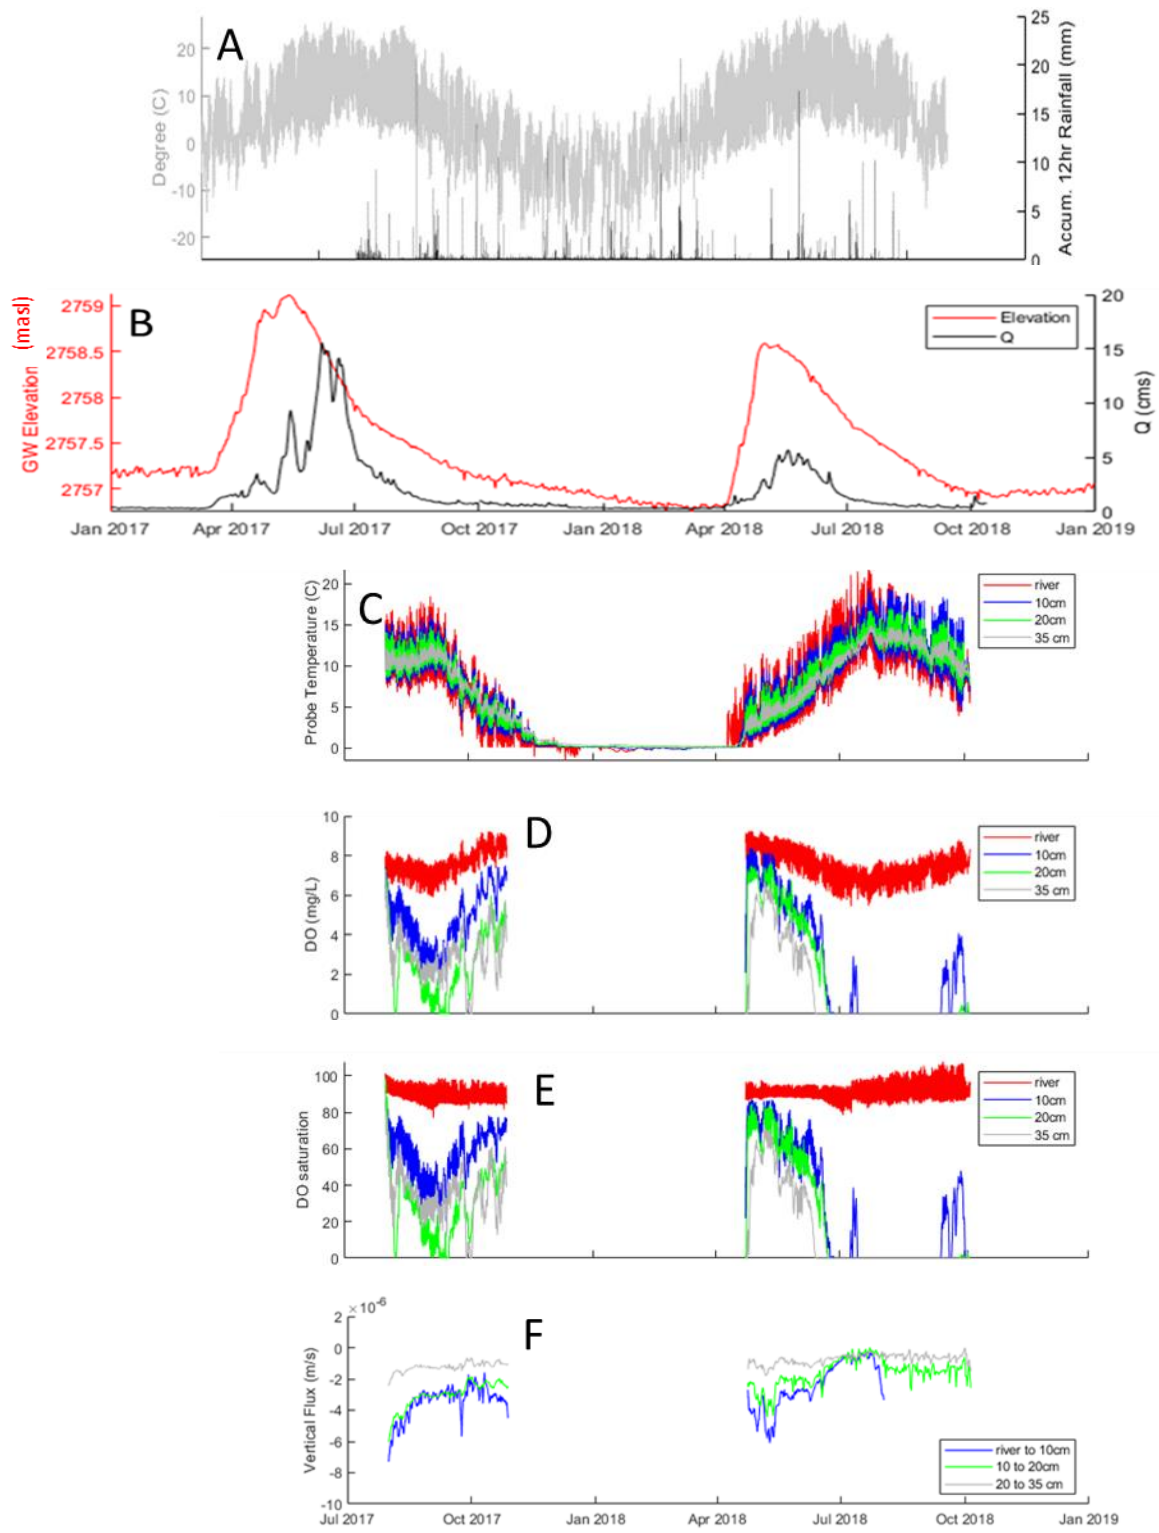 A
Degree (C)
20
10
0
-10
-20
25
20
15
10
5
0
Accum. 12hr Rainfall (mm)
B
GW Elevation (masl)
2759
2758.5
2758
2757.5
2757
Elevation
Q
20
15
10
5
0
Q (cms)
Jan 2017 Apr 2017 Jul 2017 Oct 2017 Jan 2018 Apr 2018 Jul 2018 Oct 2018 Jan 2019
C
Probe Temperature (C)
20
15
10
5
0
river
10cm
20cm
35 cm
D
DO (mg/L)
10
8
6
4
2
0
river
10cm
20cm
35 cm
E
DO saturation
100
80
60
40
20
0
river
10cm
20cm
35 cm
F
×10-6
Vertical Flux (m/s)
2
0
-2
-4
-6
-8
-10
river to 10cm
10 to 20cm
20 to 35 cm
Jul 2017 Oct 2017 Jan 2018 Apr 2018 Jul 2018 Oct 2018 Jan 2019